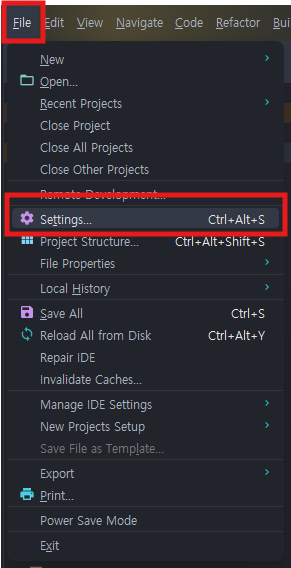 File Edit View Navigate Code Refactor Bui
New
Open...
Recent Projects
Close Project
Close All Projects
Close Other Projects
Remote Development...
Settings... Ctrl+Alt+S
Project Structure... Ctrl+Alt+Shift+S
File Properties
Local History
Save All Ctrl+S
Reload All from Disk Ctrl+Alt+Y
Repair IDE
Invalidate Caches...
Manage IDE Settings
New Projects Setup
Save File as Template...
Export
Print...
Power Save Mode
Exit